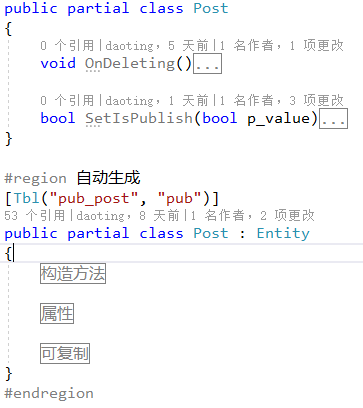 public partial class Post
{
0 个引用|daoting，5 天前|1 名作者，1 项更改
void OnDeleting()...
0 个引用|daoting，1 天前|1 名作者，3 项更改
bool SetIsPublish(bool p_value)...
}
#region 自动生成
[Tbl("pub_post", "pub")]
53 个引用|daoting，8 天前|1 名作者，2 项更改
public partial class Post : Entity
{
构造方法
属性
可复制
}
#endregion